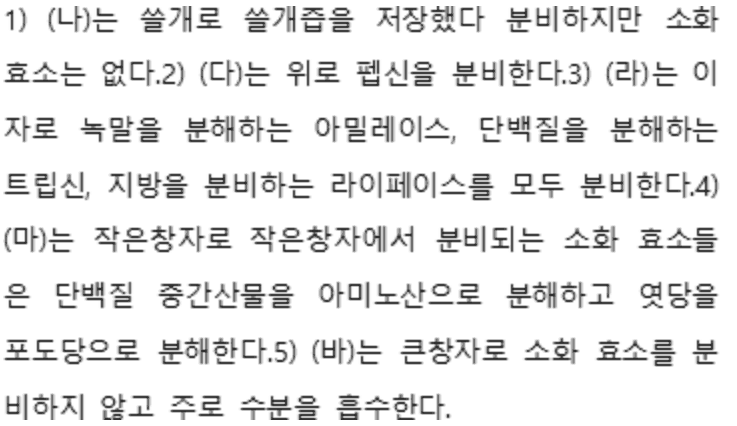 1) (나)는 쓸개로 쓸개즙을 저장했다 분비하지만 소화
효소는 없다.2) (다)는 위로 펩신을 분비한다.3) (라)는 이
자로 녹말을 분해하는 아밀레이스, 단백질을 분해하는
트립신, 지방을 분비하는 라이페이스를 모두 분비한다.4)
(마)는 작은창자로 작은창자에서 분비되는 소화 효소들
은 단백질 중간산물을 아미노산으로 분해하고 엿당을
포도당으로 분해한다.5) (바)는 큰창자로 소화 효소를 분
비하지 않고 주로 수분을 흡수한다.